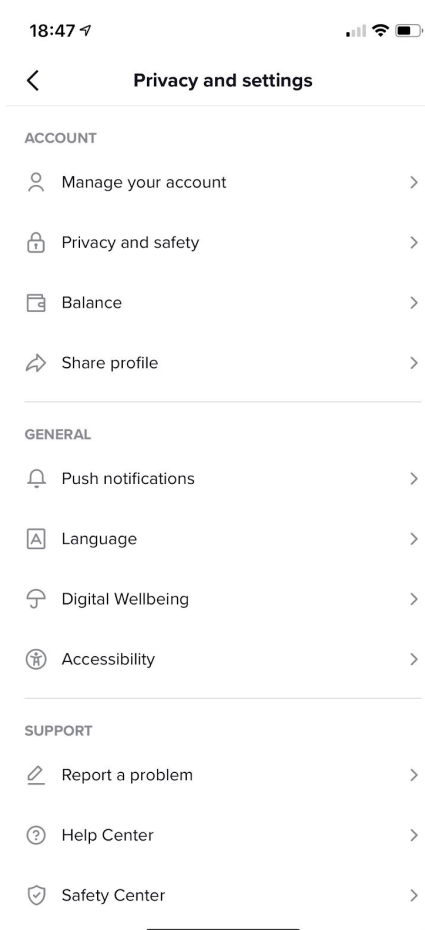 18:47
Privacy and settings
ACCOUNT
Manage your account
Privacy and safety
Balance
Share profile
GENERAL
Push notifications
Language
Digital Wellbeing
Accessibility
SUPPORT
Report a problem
Help Center
Safety Center